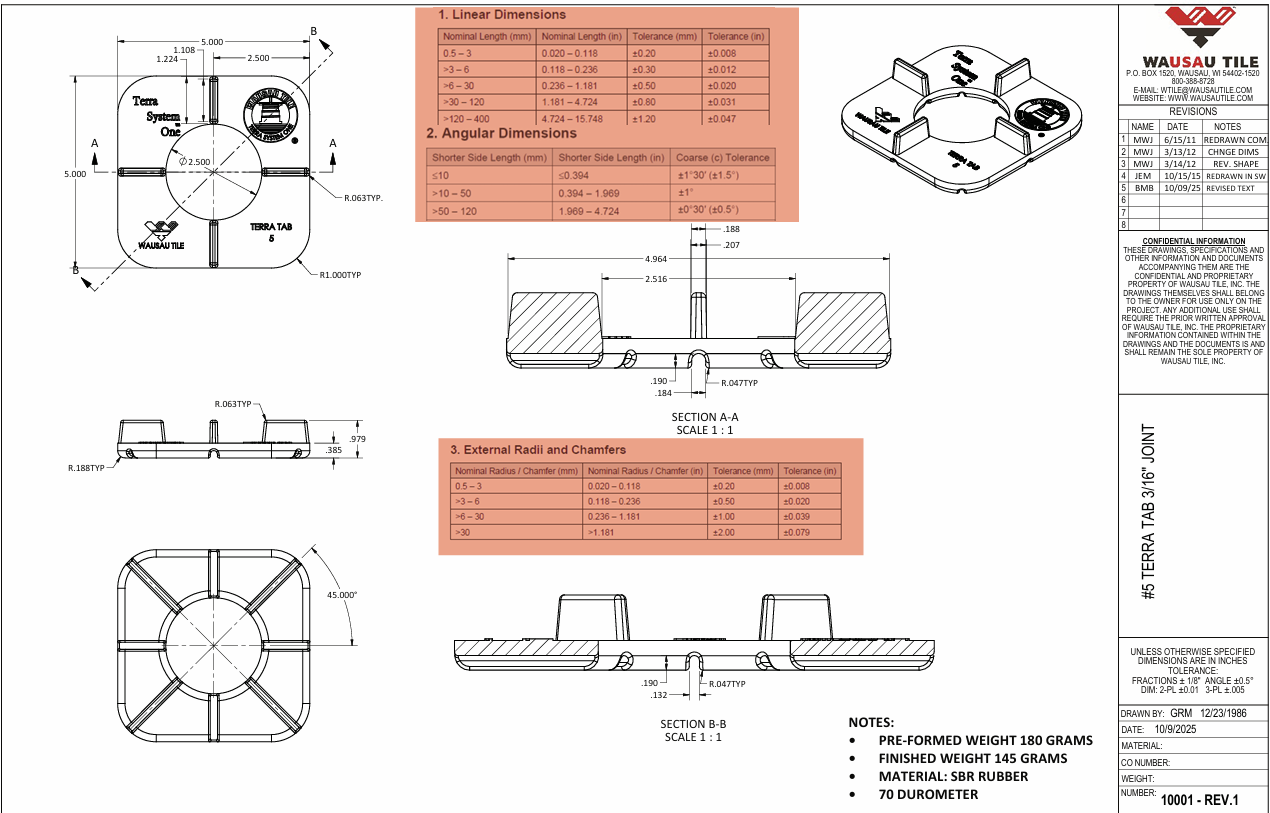 B
5.000
1.108
1.224
2.500
5.000
Terra
System
One™
TERRA SYSTEM ONE
®
A
A
∅2.500
R.063TYP.
WAUSAU TILE
TERRA TAB
5
R1.000TYP
B
1. Linear Dimensions
Nominal Length (mm) Nominal Length (in) Tolerance (mm) Tolerance (in)
0.5 – 3 0.020 – 0.118 ±0.20 ±0.008
>3 – 6 0.118 – 0.236 ±0.30 ±0.012
>6 – 30 0.236 – 1.181 ±0.50 ±0.020
>30 – 120 1.181 – 4.724 ±0.80 ±0.031
>120 – 400 4.724 – 15.748 ±1.20 ±0.047
2. Angular Dimensions
Shorter Side Length (mm) Shorter Side Length (in) Coarse (c) Tolerance
≤10 ≤0.394 ±1°30' (±1.5°)
>10 – 50 0.394 – 1.969 ±1°
>50 – 120 1.969 – 4.724 ±0°30' (±0.5°)
Terra
System
One™
WAUSAU TILE
TERRA TAB
5
.188
.207
4.964
2.516
.190
.184
R.047TYP
SECTION A-A
SCALE 1 : 1
R.063TYP
.979
.385
R.188TYP
3. External Radii and Chamfers
Nominal Radius / Chamfer (mm) Nominal Radius / Chamfer (in) Tolerance (mm) Tolerance (in)
0.5 – 3 0.020 – 0.118 ±0.20 ±0.008
>3 – 6 0.118 – 0.236 ±0.50 ±0.020
>6 – 30 0.236 – 1.181 ±1.00 ±0.039
>30 >1.181 ±2.00 ±0.079
45.000°
.190
.132
R.047TYP
SECTION B-B
SCALE 1 : 1
NOTES:
• PRE-FORMED WEIGHT 180 GRAMS
• FINISHED WEIGHT 145 GRAMS
• MATERIAL: SBR RUBBER
• 70 DUROMETER
WAUSAU TILE
P.O. BOX 1520, WAUSAU, WI 54402-1520
800-388-8728
E-MAIL: WTILE@WAUSAUTILE.COM
WEBSITE: WWW.WAUSAUTILE.COM
REVISIONS
NAME DATE NOTES
1 MWJ 6/15/11 REDRAWN COM.
2 MWJ 3/13/12 CHNGE DIMS
3 MWJ 3/14/12 REV. SHAPE
4 JEM 10/15/15 REDRAWN IN SW
5 BMB 10/09/25 REVISED TEXT
6
7
8
CONFIDENTIAL INFORMATION
THESE DRAWINGS, SPECIFICATIONS AND
OTHER INFORMATION AND DOCUMENTS
ACCOMPANYING THEM ARE THE
CONFIDENTIAL AND PROPRIETARY
PROPERTY OF WAUSAU TILE, INC. THE
DRAWINGS THEMSELVES SHALL BELONG
TO THE OWNER FOR USE ONLY ON THE
PROJECT. ANY ADDITIONAL USE SHALL
REQUIRE THE PRIOR WRITTEN APPROVAL
OF WAUSAU TILE, INC. THE PROPRIETARY
INFORMATION CONTAINED WITHIN THE
DRAWINGS AND THE DOCUMENTS IS AND
SHALL REMAIN THE SOLE PROPERTY OF
WAUSAU TILE, INC.
#5 TERRA TAB 3/16" JOINT
UNLESS OTHERWISE SPECIFIED
DIMENSIONS ARE IN INCHES
TOLERANCE:
FRACTIONS ± 1/8" ANGLE ±0.5°
DIM: 2-PL ±0.01 3-PL ±.005
DRAWN BY: GRM 12/23/1986
DATE: 10/9/2025
MATERIAL:
CO NUMBER:
WEIGHT:
NUMBER: 10001 - REV.1